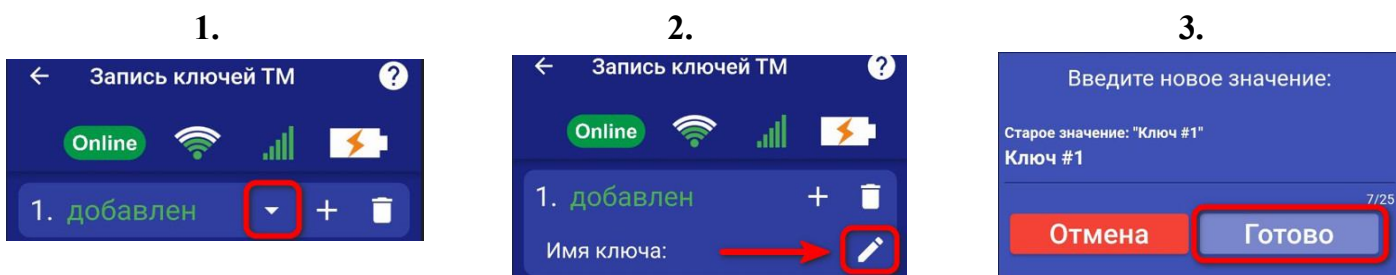 1.
Запись ключей ТМ
?
Online
1. добавлен
2.
Запись ключей ТМ
?
Online
1. добавлен
Имя ключа:
3.
Введите новое значение:
Старое значение: "Ключ #1"
Ключ #1
7/25
Отмена
Готово